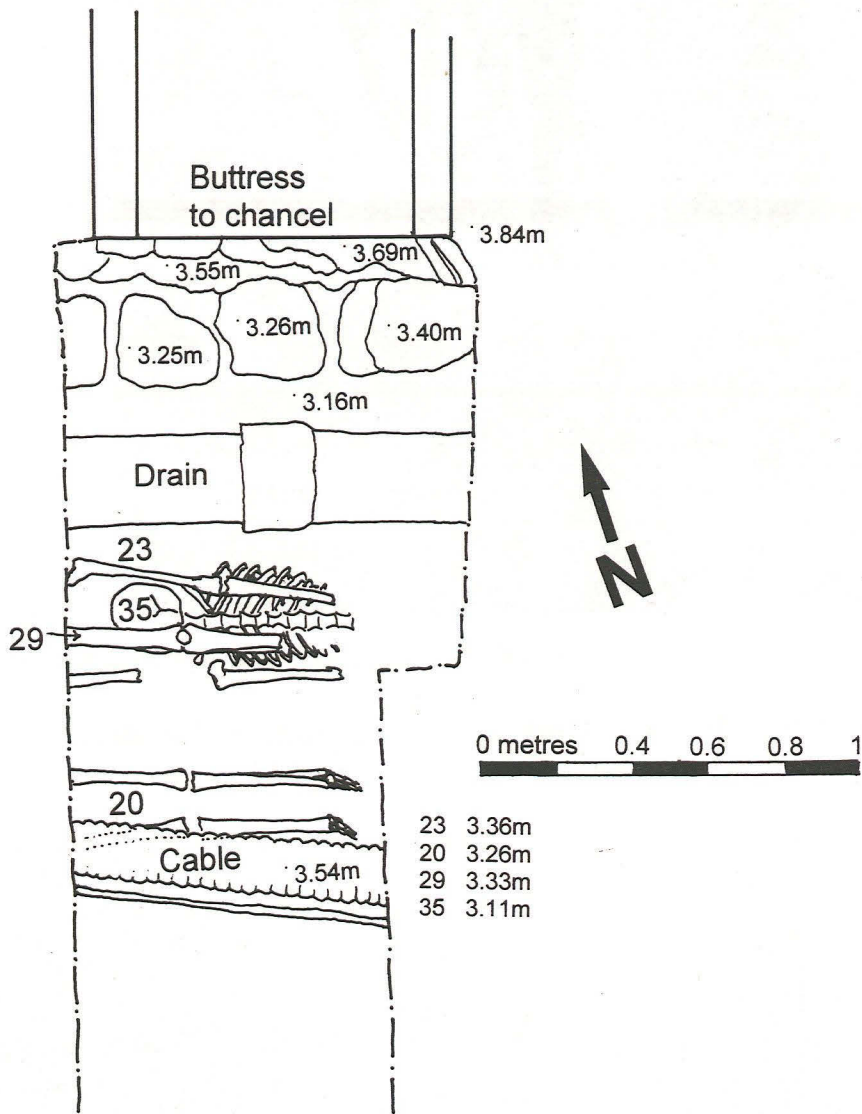 Buttress
to chancel
3.84m
3.69m
3.55m
3.26m
3.40m
3.25m
3.16m
Drain
23
35
29
N
0 metres 0.4 0.6 0.8 1
20
Cable
3.54m
23 3.36m
20 3.26m
29 3.33m
35 3.11m